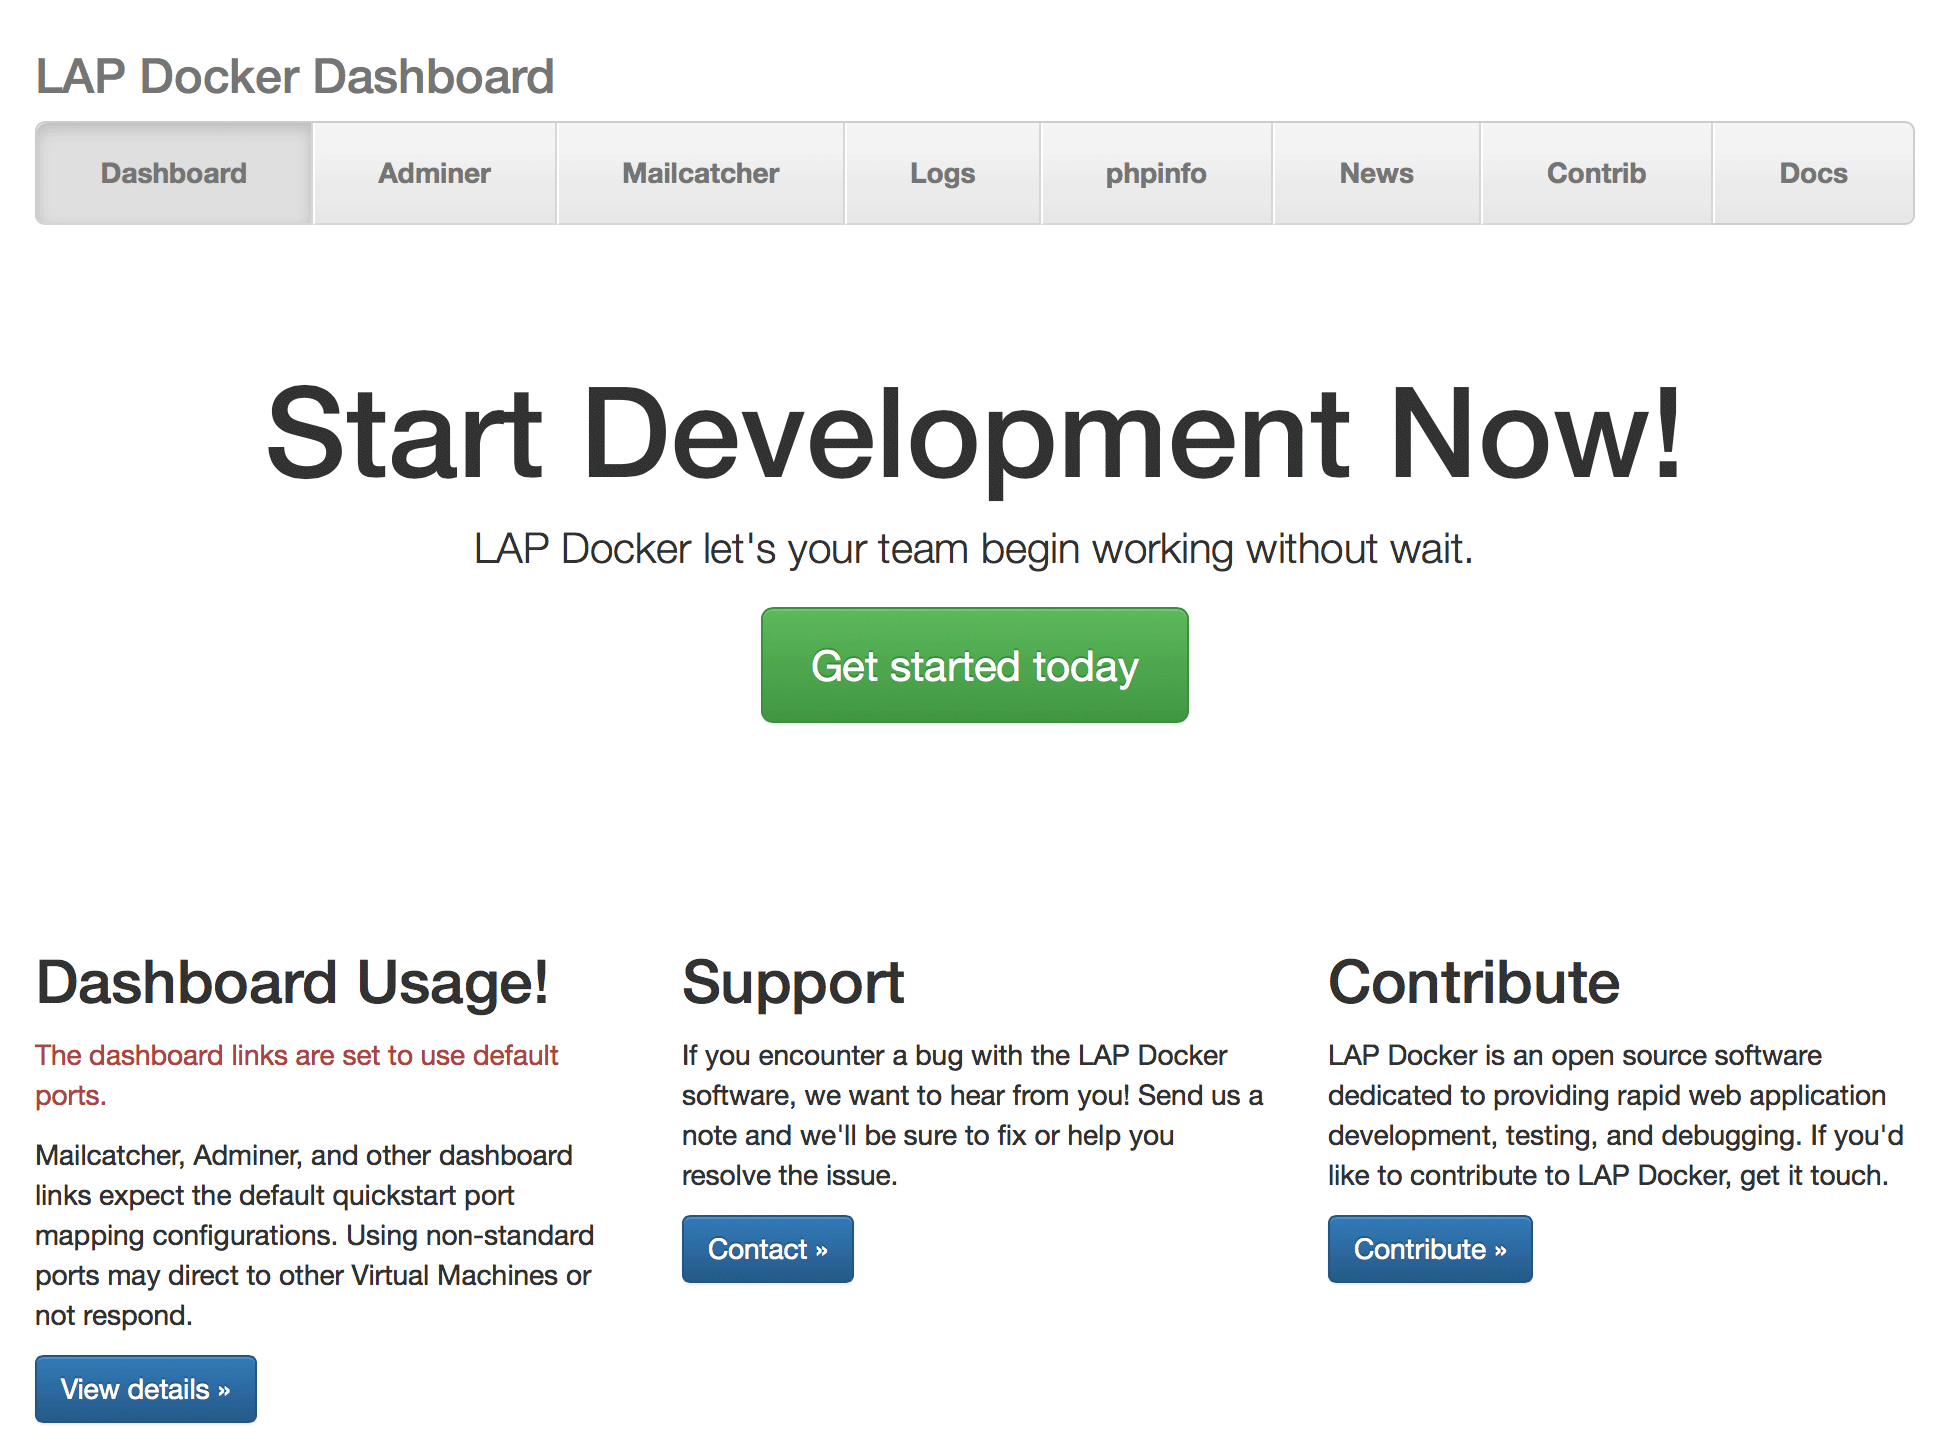 LAP Docker Dashboard
Dashboard Adminer Mailcatcher Logs phpinfo News Contrib Docs
Start Development Now!
LAP Docker let's your team begin working without wait.
Get started today
Dashboard Usage!
The dashboard links are set to use default
ports.
Mailcatcher, Adminer, and other dashboard
links expect the default quickstart port
mapping configurations. Using non-standard
ports may direct to other Virtual Machines or
not respond.
View details »
Support
If you encounter a bug with the LAP Docker
software, we want to hear from you! Send us a
note and we'll be sure to fix or help you
resolve the issue.
Contact »
Contribute
LAP Docker is an open source software
dedicated to providing rapid web application
development, testing, and debugging. If you'd
like to contribute to LAP Docker, get it touch.
Contribute »